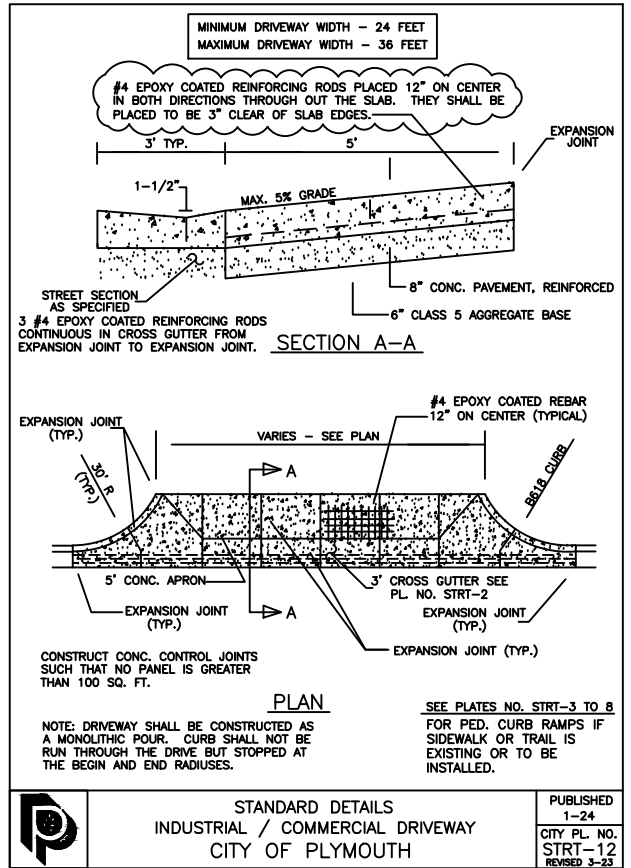 MINIMUM DRIVEWAY WIDTH – 24 FEET
MAXIMUM DRIVEWAY WIDTH – 36 FEET
#4 EPOXY COATED REINFORCING RODS PLACED 12" ON CENTER
IN BOTH DIRECTIONS THROUGH OUT THE SLAB. THEY SHALL BE
PLACED TO BE 3" CLEAR OF SLAB EDGES.
3' TYP.
5'
EXPANSION
JOINT
1-1/2"
MAX. 5% GRADE
STREET SECTION
AS SPECIFIED
8" CONC. PAVEMENT, REINFORCED
6" CLASS 5 AGGREGATE BASE
3 #4 EPOXY COATED REINFORCING RODS
CONTINUOUS IN CROSS GUTTER FROM
EXPANSION JOINT TO EXPANSION JOINT.
SECTION A-A
#4 EPOXY COATED REBAR
12" ON CENTER (TYPICAL)
EXPANSION JOINT
(TYP.)
VARIES – SEE PLAN
30' R
(TYP.)
A
B618 CURB
5' CONC. APRON
3' CROSS GUTTER SEE
PL. NO. STRT-2
EXPANSION JOINT
(TYP.)
A
EXPANSION JOINT
(TYP.)
EXPANSION JOINT (TYP.)
CONSTRUCT CONC. CONTROL JOINTS
SUCH THAT NO PANEL IS GREATER
THAN 100 SQ. FT.
PLAN
NOTE: DRIVEWAY SHALL BE CONSTRUCTED AS
A MONOLITHIC POUR. CURB SHALL NOT BE
RUN THROUGH THE DRIVE BUT STOPPED AT
THE BEGIN AND END RADIUSES.
SEE PLATES NO. STRT-3 TO 8
FOR PED. CURB RAMPS IF
SIDEWALK OR TRAIL IS
EXISTING OR TO BE
INSTALLED.
STANDARD DETAILS
INDUSTRIAL / COMMERCIAL DRIVEWAY
CITY OF PLYMOUTH
PUBLISHED
1-24
CITY PL. NO.
STRT-12
REVISED 3-23